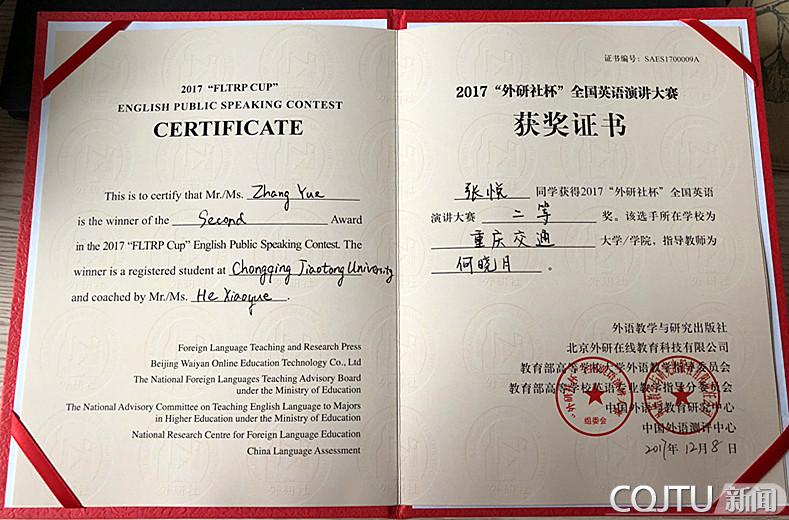 2017 “FLTRP CUP”
ENGLISH PUBLIC SPEAKING CONTEST
CERTIFICATE
This is to certify that Mr./Ms. Zhang Yue
is the winner of the Second Award
in the 2017 “FLTRP Cup” English Public Speaking Contest. The
winner is a registered student at Chongqing Jiaotong University
and coached by Mr./Ms. He Xiaoyue .
Foreign Language Teaching and Research Press
Beijing Waiyan Online Education Technology Co., Ltd
The National Foreign Languages Teaching Advisory Board
under the Ministry of Education
The National Advisory Committee on Teaching English Language to Majors
in Higher Education under the Ministry of Education
National Research Centre for Foreign Language Education
China Language Assessment
证书编号：SAES1700009A
2017 “外研社杯” 全国英语演讲大赛
获奖证书
张悦 同学获得2017 “外研社杯” 全国英语
演讲大赛 二等 奖。该选手所在学校为
重庆交通 大学/学院，指导教师为
何晓月 。
外语教学与研究出版社
北京外研在线教育科技有限公司
教育部高等学校大学外语教学指导委员会
教育部高等学校英语专业教学指导分委员会
中国外语与教育研究中心
中国外语测评中心
2017年12月8日
组委会
CQJTU 新闻